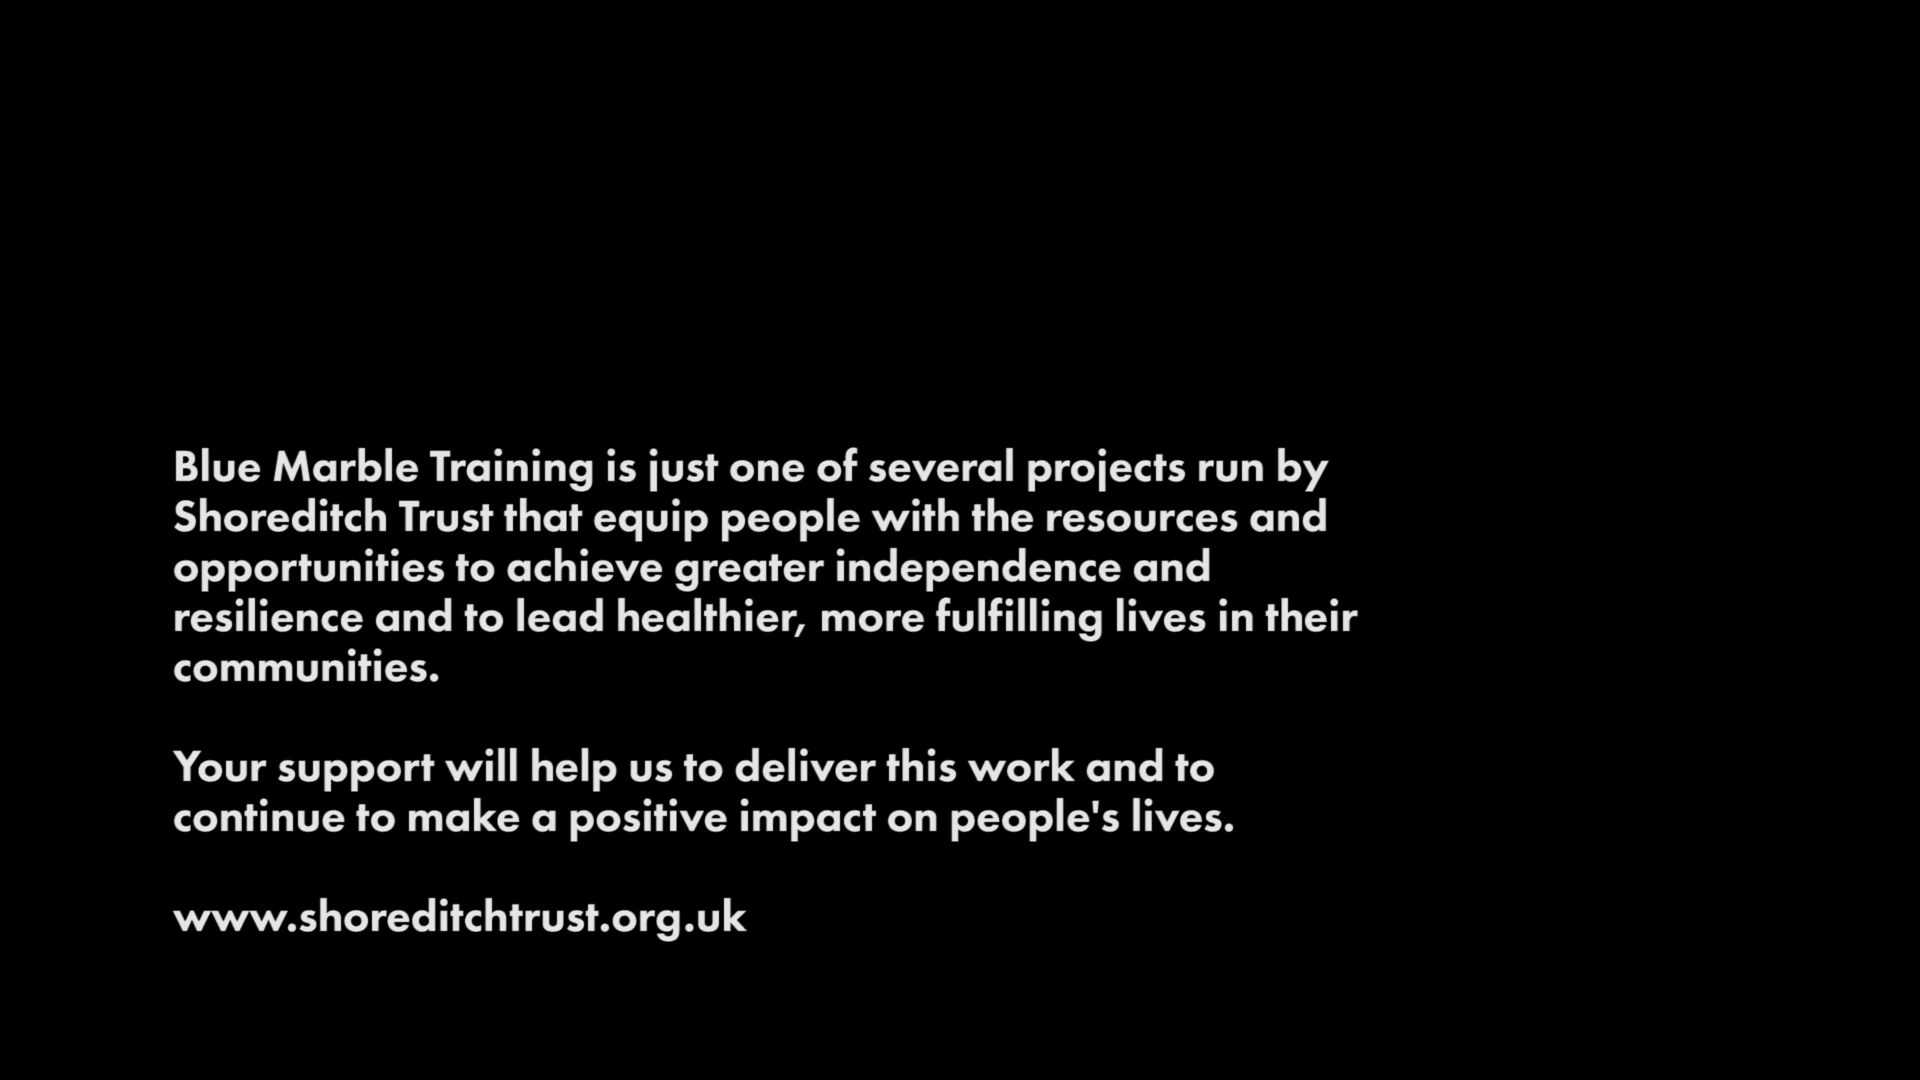 Blue Marble Training is just one of several projects run by
Shoreditch Trust that equip people with the resources and
opportunities to achieve greater independence and
resilience and to lead healthier, more fulfilling lives in their
communities.
Your support will help us to deliver this work and to
continue to make a positive impact on people's lives.
www.shoreditchtrust.org.uk